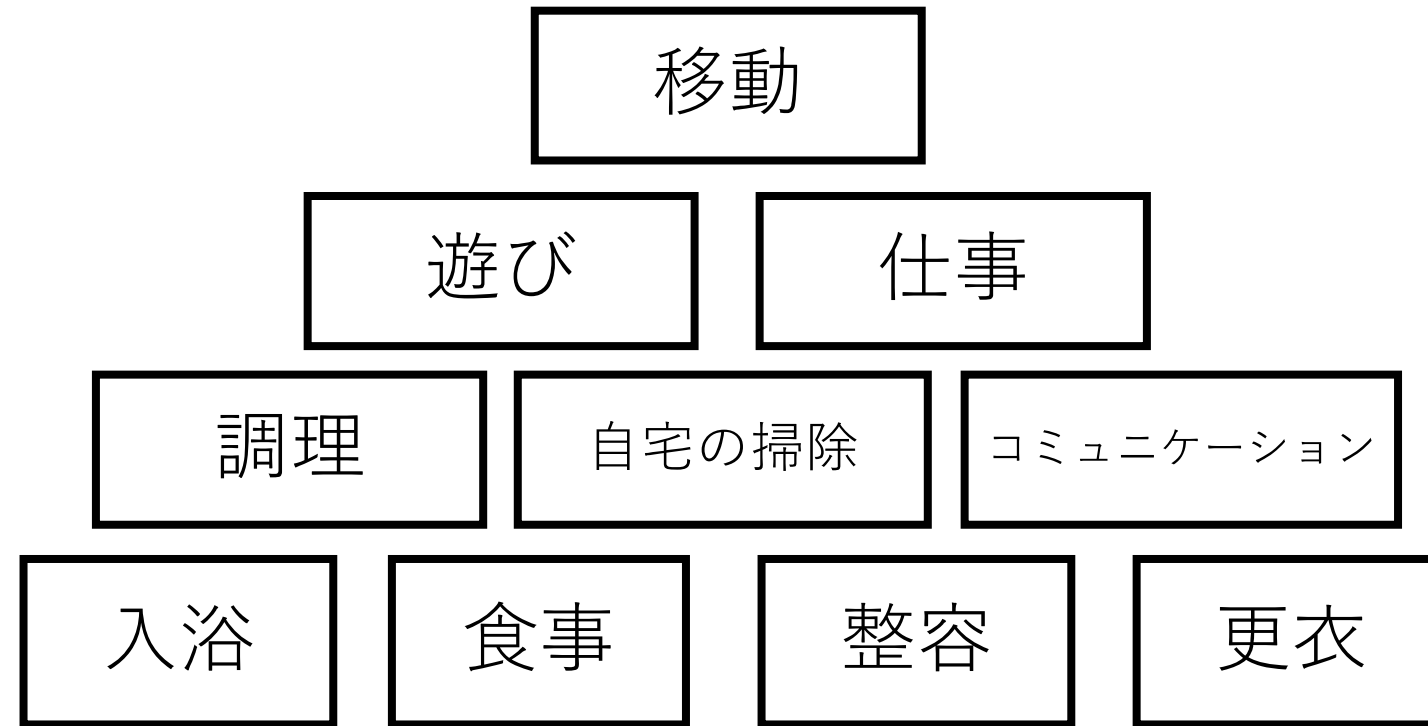 移動
遊び
仕事
調理
自宅の掃除
コミュニケーション
入浴
食事
整容
更衣